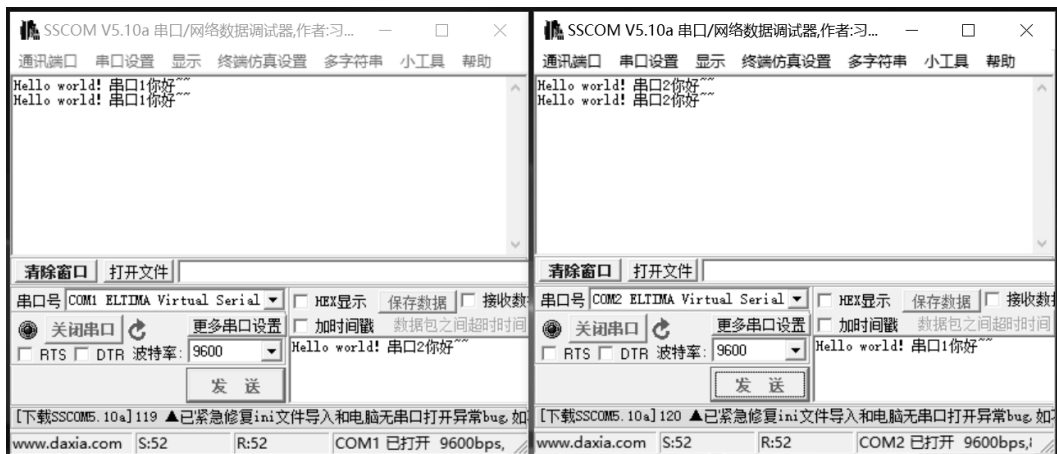 SSCOM V5.10a 串口/网络数据调试器,作者:习...
通讯端口 串口设置 显示 终端仿真设置 多字符串 小工具 帮助
Hello world! 串口1你好~~
Hello world! 串口1你好~~
清除窗口 打开文件
串口号 COM1 ELTIMA Virtual Serial HEX显示 保存数据 接收数
关闭串口 更多串口设置 加时间戳 数据包之间超时时间
RTS DTR 波特率: 9600
Hello world! 串口2你好~~
发 送
[下载SSCOM5.10a]119 ▲已紧急修复ini文件导入和电脑无串口打开异常bug,如
www.daxia.com S:52 R:52 COM1 已打开 9600bps,
SSCOM V5.10a 串口/网络数据调试器,作者:习...
通讯端口 串口设置 显示 终端仿真设置 多字符串 小工具 帮助
Hello world! 串口2你好~~
Hello world! 串口2你好~~
清除窗口 打开文件
串口号 COM2 ELTIMA Virtual Serial HEX显示 保存数据 接收数
关闭串口 更多串口设置 加时间戳 数据包之间超时时间
RTS DTR 波特率: 9600
Hello world! 串口1你好~~
发 送
[下载SSCOM5.10a]120 ▲已紧急修复ini文件导入和电脑无串口打开异常bug,如
www.daxia.com S:52 R:52 COM2 已打开 9600bps,